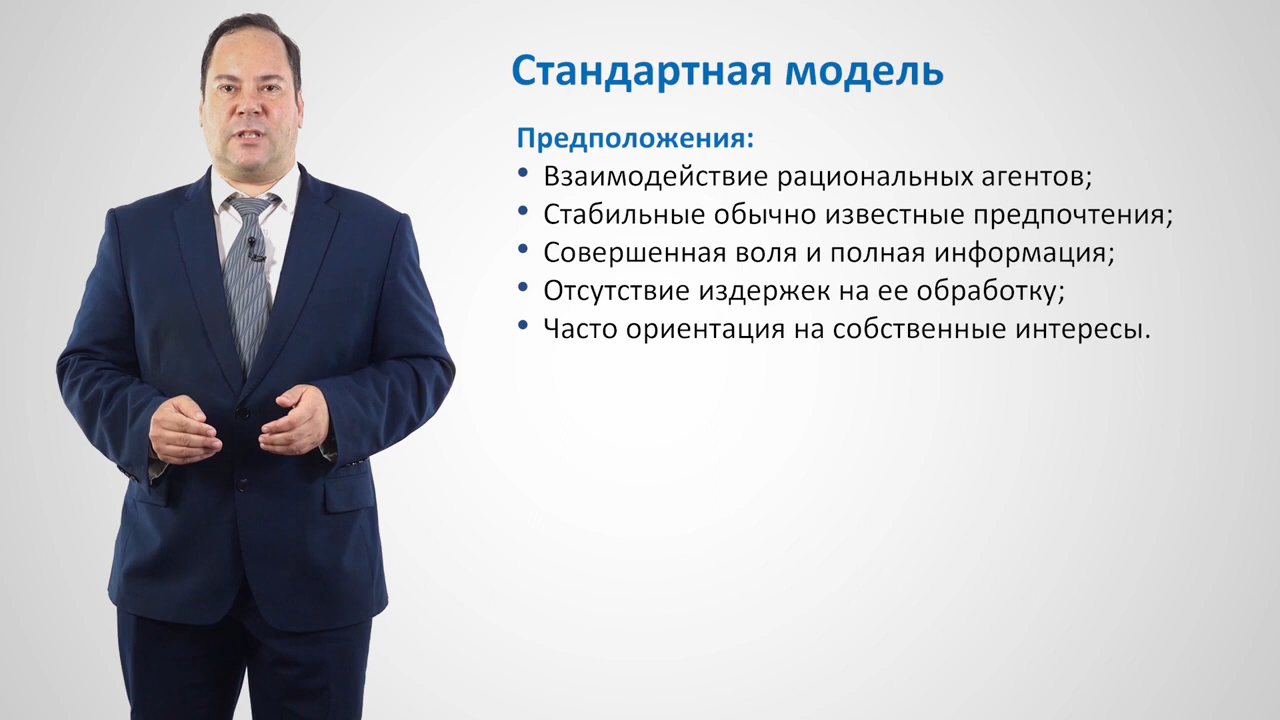 Стандартная модель
Предположения:
• Взаимодействие рациональных агентов;
• Стабильные обычно известные предпочтения;
• Совершенная воля и полная информация;
• Отсутствие издержек на ее обработку;
• Часто ориентация на собственные интересы.